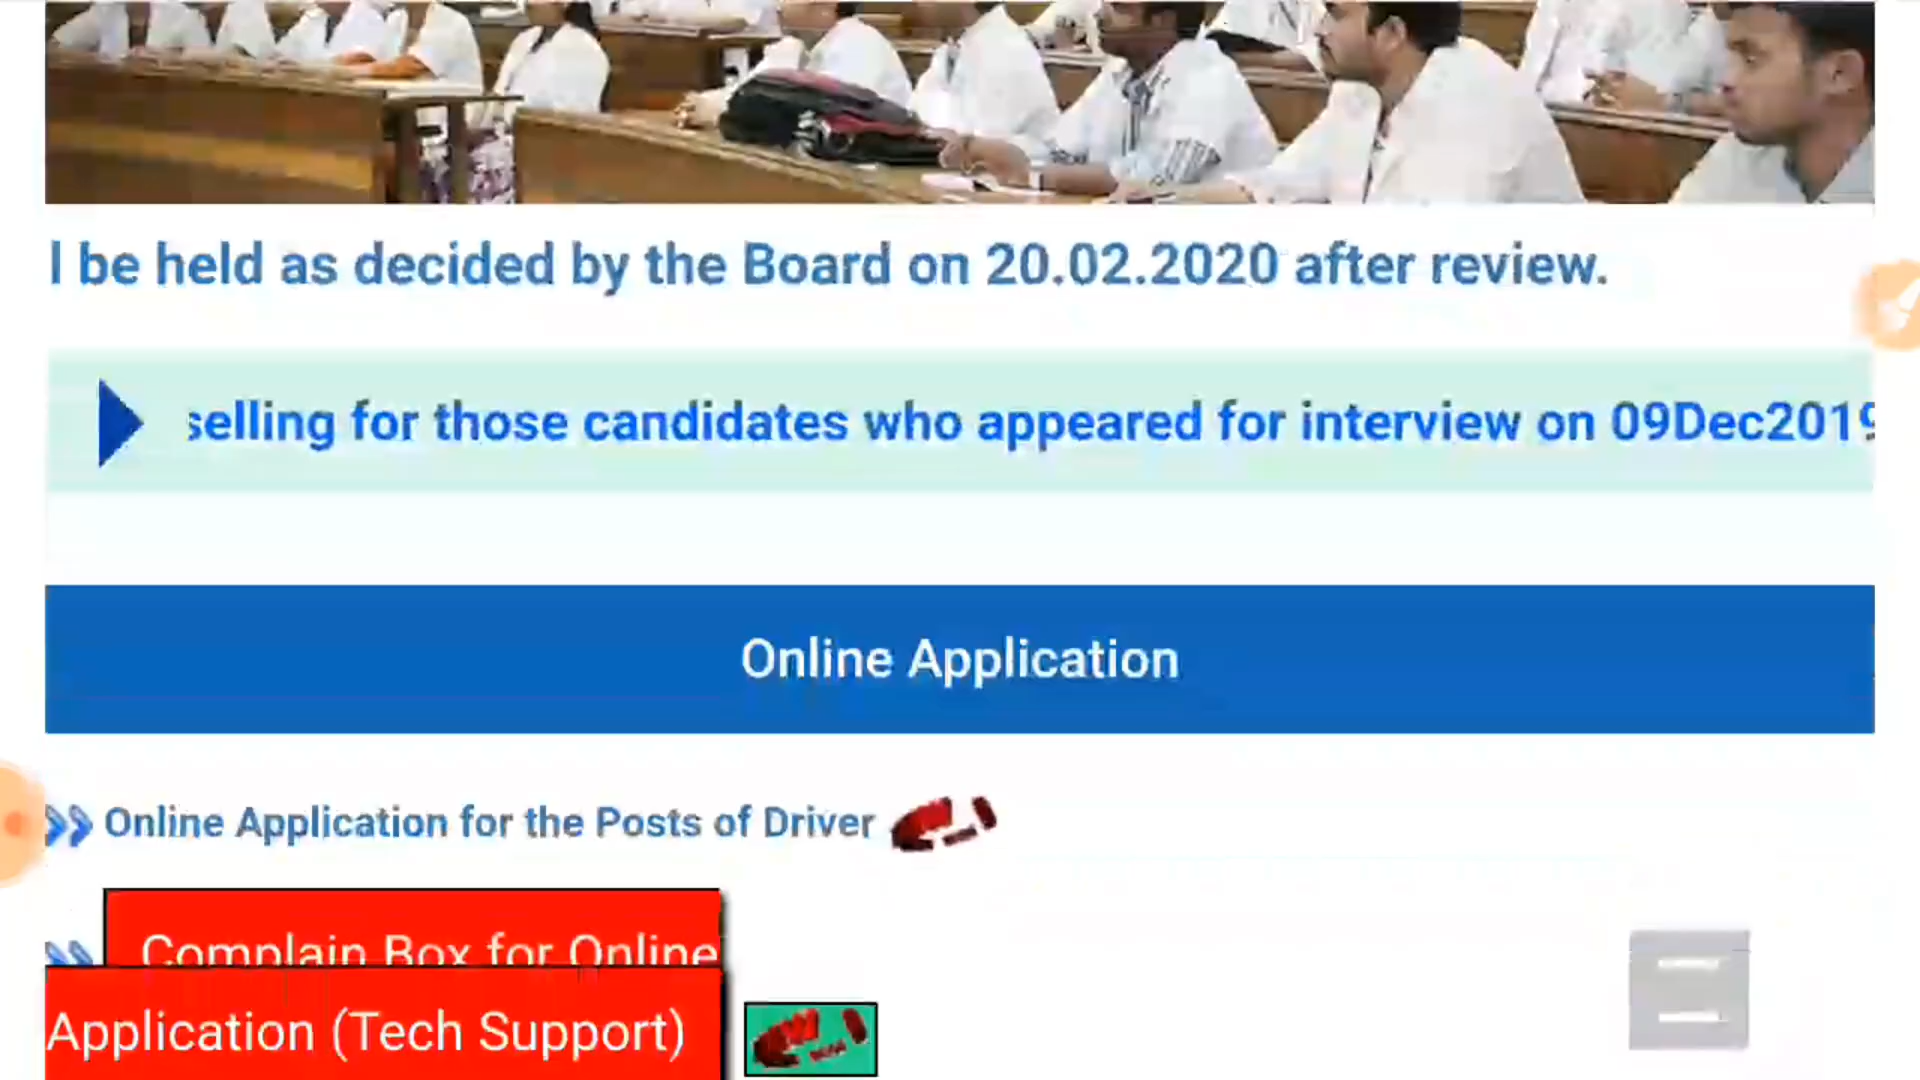 l be held as decided by the Board on 20.02.2020 after review.
selling for those candidates who appeared for interview on 09Dec2019
Online Application
Online Application for the Posts of Driver
Complain Box for Online
Application (Tech Support)